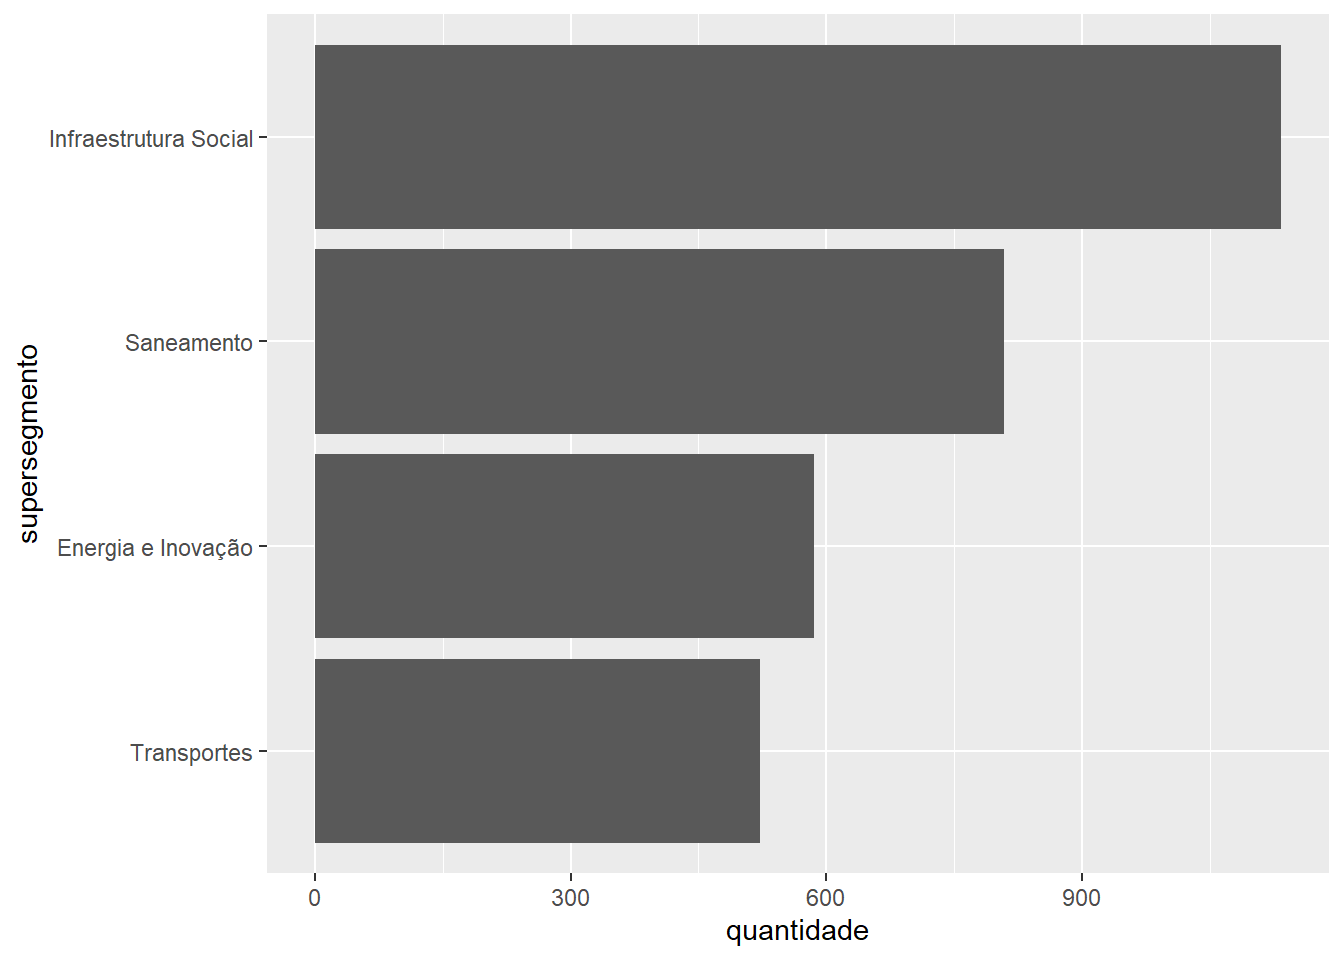 Infraestrutura Social
Saneamento
Energia e Inovação
Transportes
supersegmento
0 300 600 900
quantidade